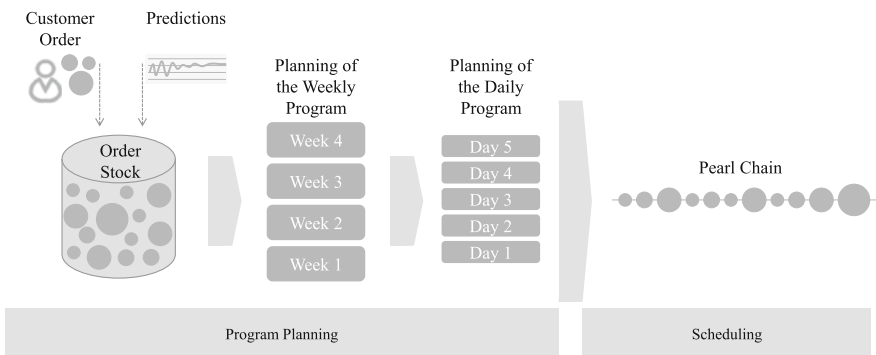 Customer
Order
Predictions
Order
Stock
Planning of
the Weekly
Program
Week 4
Week 3
Week 2
Week 1
Planning of
the Daily
Program
Day 5
Day 4
Day 3
Day 2
Day 1
Pearl Chain
Program Planning
Scheduling